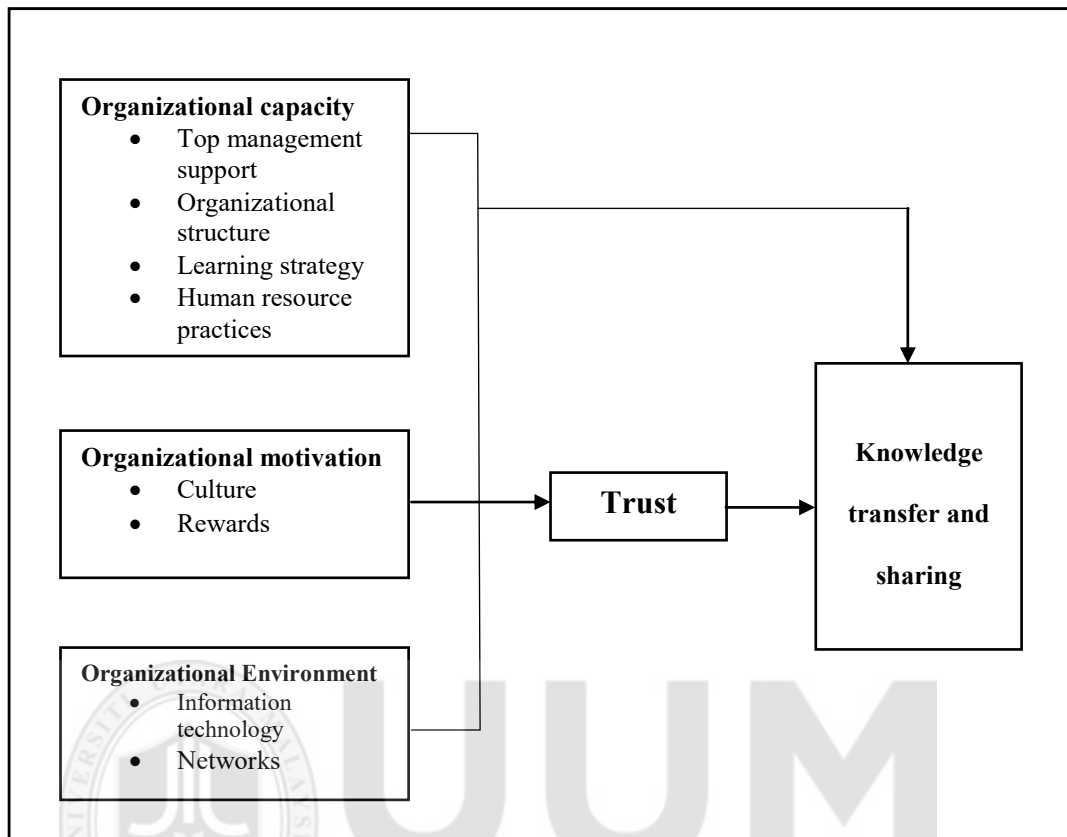 Organizational capacity
• Top management
support
• Organizational
structure
• Learning strategy
• Human resource
practices
Organizational motivation
• Culture
• Rewards
Organizational Environment
• Information
technology
• Networks
Trust
Knowledge
transfer and
sharing
UUM